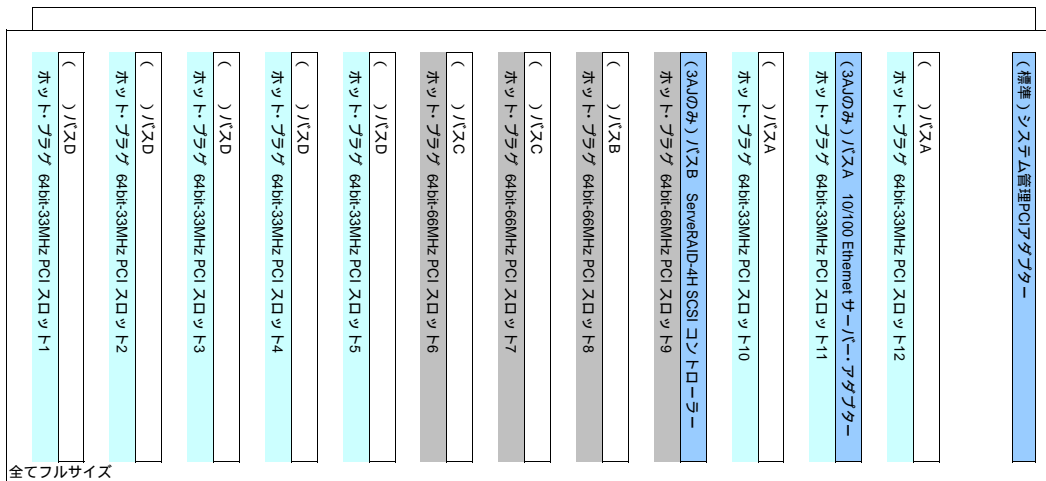 (　　)バスD
ホット・プラグ 64bit-33MHz PCI スロット1
(　　)バスD
ホット・プラグ 64bit-33MHz PCI スロット2
(　　)バスD
ホット・プラグ 64bit-33MHz PCI スロット3
(　　)バスD
ホット・プラグ 64bit-33MHz PCI スロット4
(　　)バスD
ホット・プラグ 64bit-33MHz PCI スロット5
(　　)バスC
ホット・プラグ 64bit-66MHz PCI スロット6
(　　)バスC
ホット・プラグ 64bit-66MHz PCI スロット7
(　　)バスB
ホット・プラグ 64bit-66MHz PCI スロット8
(3AJのみ)バスB　ServeRAID-4H SCSI コントローラー
ホット・プラグ 64bit-66MHz PCI スロット9
(　　)バスA
ホット・プラグ 64bit-33MHz PCI スロット10
(3AJのみ)バスA　10/100 Ethernet サーバー・アダプター
ホット・プラグ 64bit-33MHz PCI スロット11
(　　)バスA
ホット・プラグ 64bit-33MHz PCI スロット12
(標準)システム管理PCIアダプター
全てフルサイズ